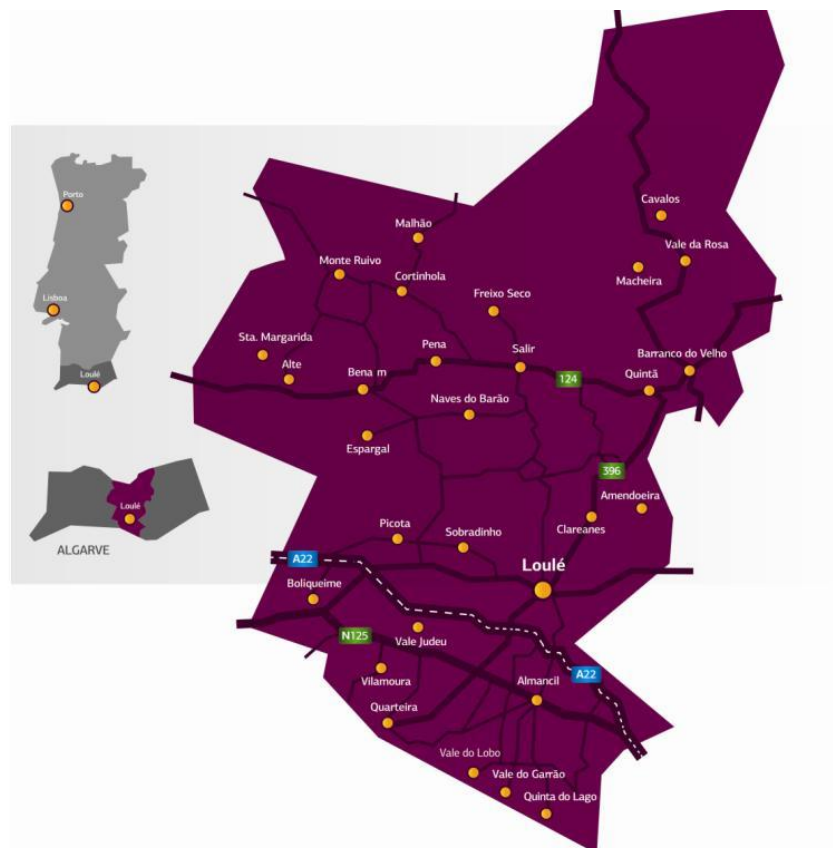 Porto
Lisboa
Loulé
Loulé
ALGARVE
Cavalos
Malhão
Vale da Rosa
Monte Ruivo
Cortinhola
Macheira
Freixo Seco
Sta. Margarida
Pena
Salir
Barranco do Velho
Alte
Bena m
124
Quintã
Naves do Barão
Espargal
396
Amendoeira
Picota
Sobradinho
Clareanes
A22
Loulé
Boliqueime
N125
Vale Judeu
A22
Vilamoura
Almancil
Quarteira
Vale do Lobo
Vale do Garrão
Quinta do Lago